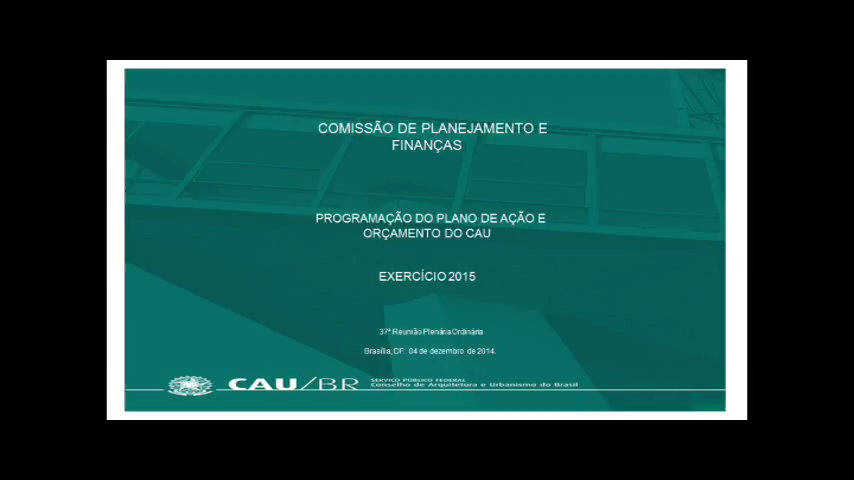 COMISSÃO DE PLANEJAMENTO E
FINANÇAS
PROGRAMAÇÃO DO PLANO DE AÇÃO E
ORÇAMENTO DO CAU
EXERCÍCIO 2015
37ª Reunião Plenária Ordinária
Brasília, DF: 04 de dezembro de 2014.
CAU/BR
SERVIÇO PÚBLICO FEDERAL
Conselho de Arquitetura e Urbanismo do Brasil